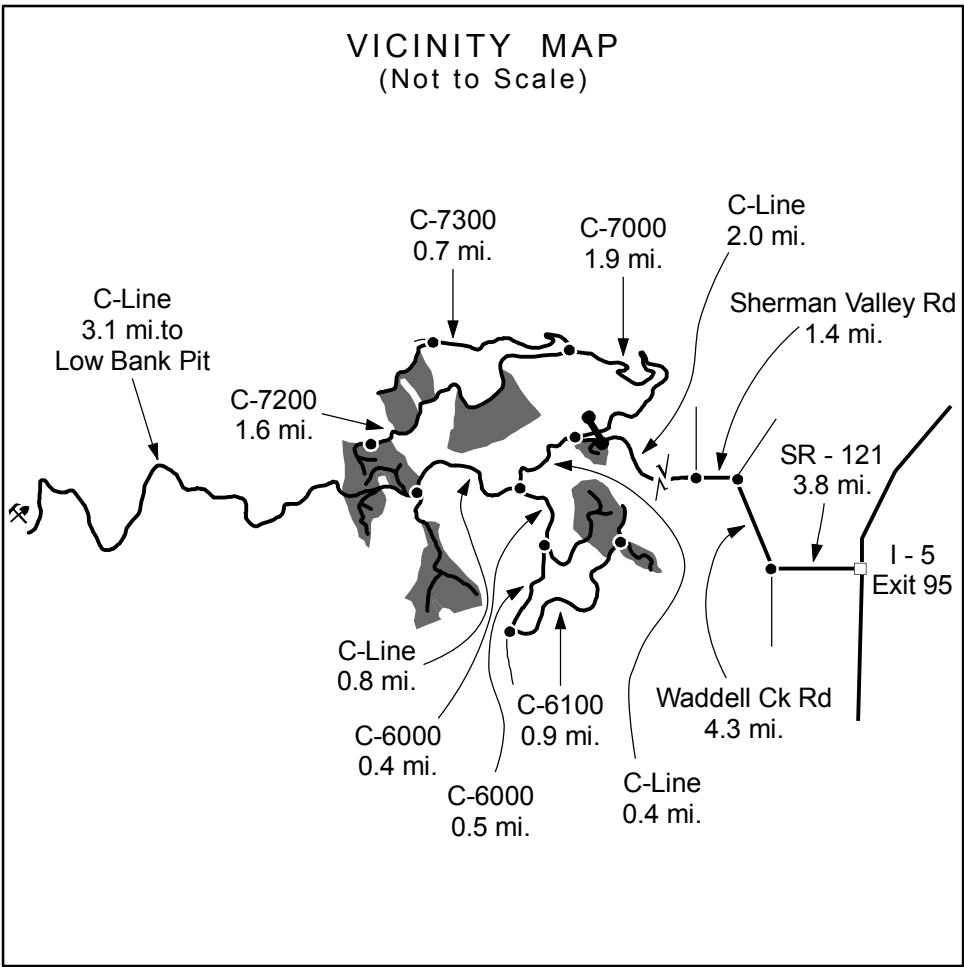 VICINITY MAP
(Not to Scale)
C-7300
0.7 mi.
C-7000
1.9 mi.
C-Line
2.0 mi.
C-Line
3.1 mi.to
Low Bank Pit
Sherman Valley Rd
1.4 mi.
C-7200
1.6 mi.
SR - 121
3.8 mi.
I - 5
Exit 95
C-Line
0.8 mi.
C-6000
0.4 mi.
C-6000
0.5 mi.
C-6100
0.9 mi.
C-Line
0.4 mi.
Waddell Ck Rd
4.3 mi.